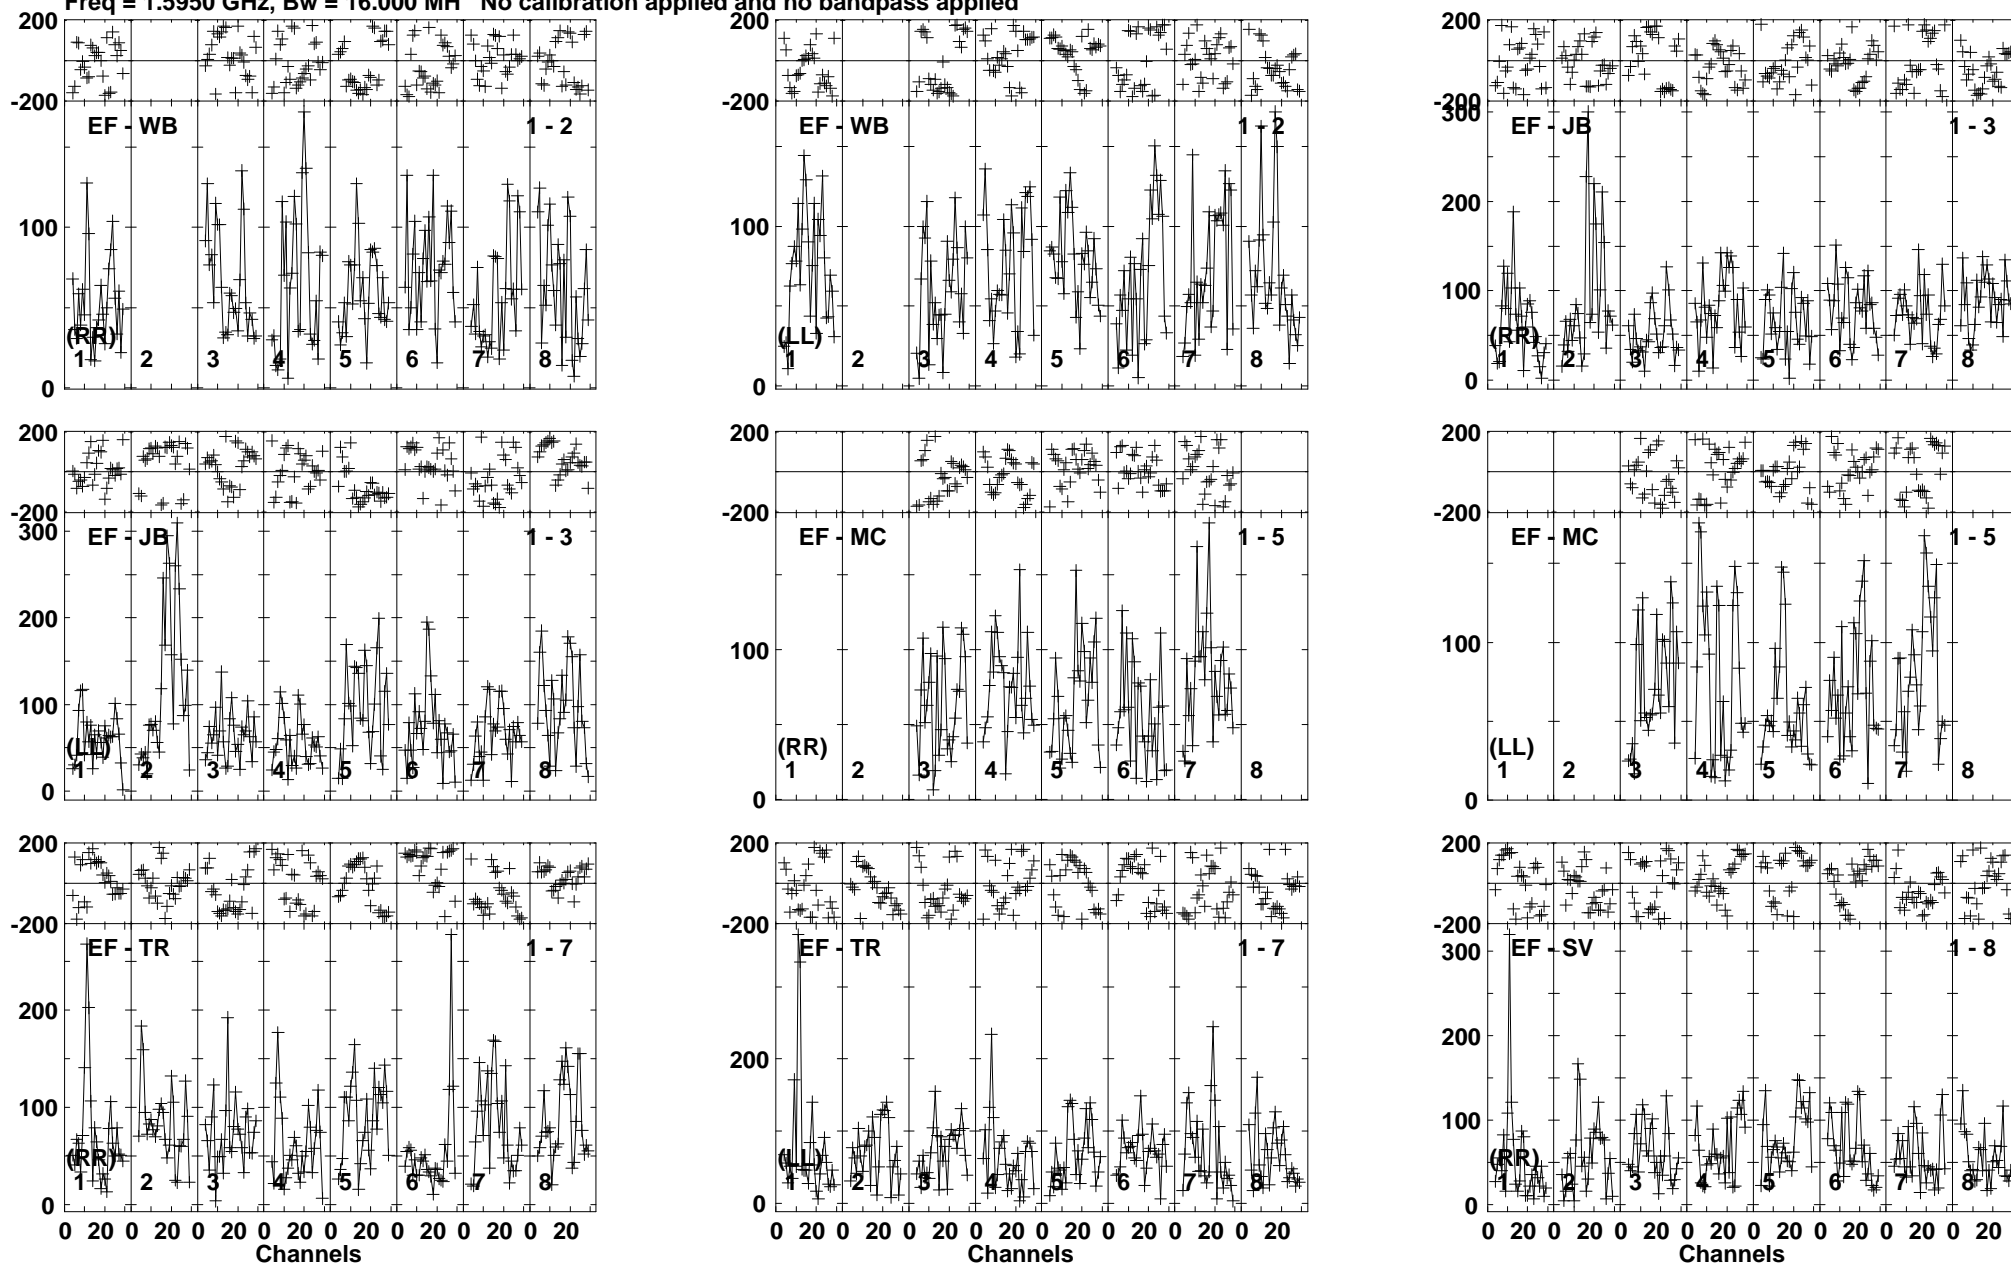 Freq = 1.5950 GHz, Bw = 16.000 MH No calibration applied and no bandpass applied
200 200 200
-200 -200 -200
EF - WB 1 - 2 EF - WB 1 - 2 300 EF - JB 1 - 3
200
100 100
100
(RR) (LL) (RR)
1 2 3 4 5 6 7 8 1 2 3 4 5 6 7 8 1 2 3 4 5 6 7 8
0 0 0
200 200 200
-200 -200 -200
300 EF - JB 1 - 3 EF - MC 1 - 5 EF - MC 1 - 5
200
100 100 100
(LL) (RR) (LL)
1 2 3 4 5 6 7 8 1 2 3 4 5 6 7 8 1 2 3 4 5 6 7 8
0 0 0
200 200 200
-200 -200 -200
EF - TR 1 - 7 EF - TR 1 - 7 300 EF - SV 1 - 8
200 200 200
100 100
(RR) (LL) (RR)
1 2 3 4 5 6 7 8 1 2 3 4 5 6 7 8 1 2 3 4 5 6 7 8
0 0 0
0 20 0 20 0 20 0 20 0 20 0 20 0 20 0 20 0 20 0 20 0 20 0 20 0 20 0 20 0 20 0 20 0 20 0 20 0 20 0 20 0 20 0 20 0 20 0 20
Channels Channels Channels